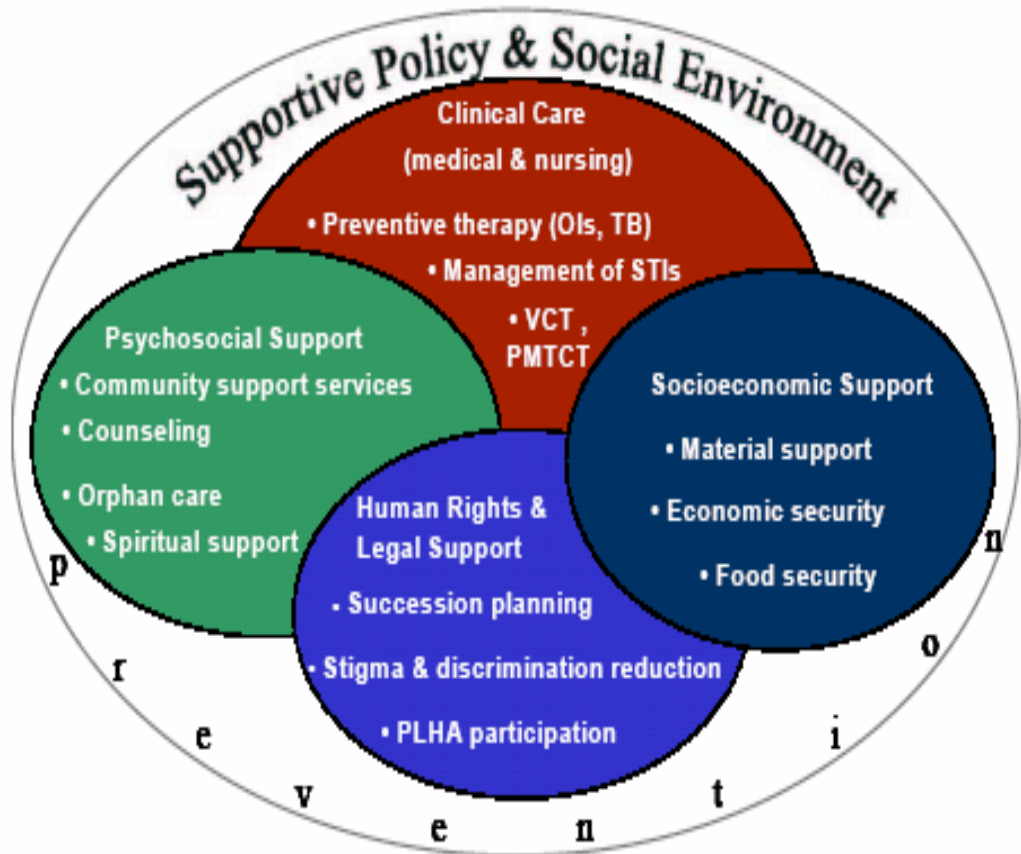 Supportive Policy & Social Environment
Clinical Care
(medical & nursing)
• Preventive therapy (OIs, TB)
• Management of STIs
• VCT ,
PMTCT
Psychosocial Support
• Community support services
• Counseling
• Orphan care
• Spiritual support
Socioeconomic Support
• Material support
• Economic security
• Food security
Human Rights &
Legal Support
• Succession planning
• Stigma & discrimination reduction
• PLHA participation
prevention